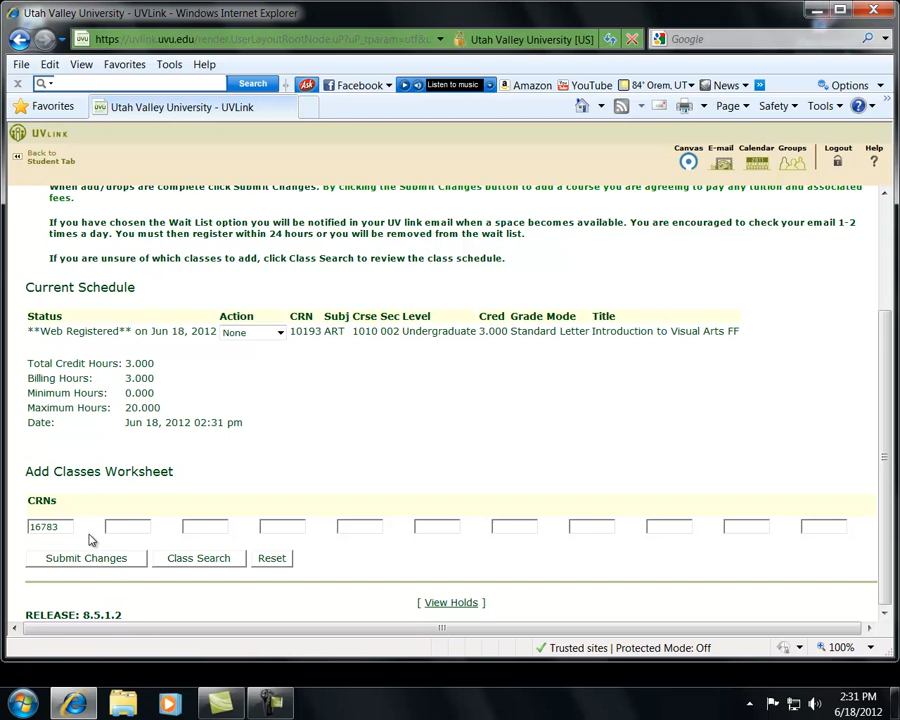 Utah Valley University - UVLink - Windows Internet Explorer
https://uvlink.uvu.edu/render.UserLayoutRootNode.uP?uP_tparam=utf&u
Utah Valley University [US]
Google
File Edit View Favorites Tools Help
x Search Ask Facebook Listen to music Amazon YouTube 84° Orem, UT News » Options
Favorites Utah Valley University - UVLink Page Safety Tools »
UVLINK
Back to
Student Tab
Canvas E-mail Calendar Groups Logout Help
When add/drops are complete click Submit Changes. By clicking the Submit Changes button to add a course you are agreeing to pay any tuition and associated
fees.
If you have chosen the Wait List option you will be notified in your UV link email when a space becomes available. You are encouraged to check your email 1-2
times a day. You must then register within 24 hours or you will be removed from the wait list.
If you are unsure of which classes to add, click Class Search to review the class schedule.
Current Schedule
Status Action CRN Subj Crse Sec Level Cred Grade Mode Title
**Web Registered** on Jun 18, 2012 None 10193 ART 1010 002 Undergraduate 3.000 Standard Letter Introduction to Visual Arts FF
Total Credit Hours: 3.000
Billing Hours: 3.000
Minimum Hours: 0.000
Maximum Hours: 20.000
Date: Jun 18, 2012 02:31 pm
Add Classes Worksheet
CRNs
16783
Submit Changes Class Search Reset
[ View Holds ]
RELEASE: 8.5.1.2
Trusted sites | Protected Mode: Off 100%
2:31 PM
6/18/2012